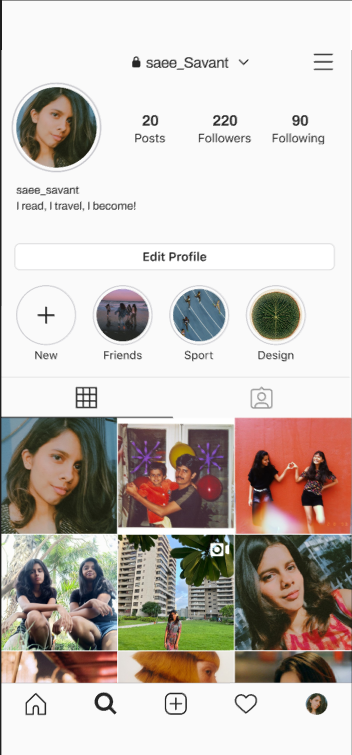 saee_Savant
20 220 90
Posts Followers Following
saee_savant
I read, I travel, I become!
Edit Profile
New Friends Sport Design